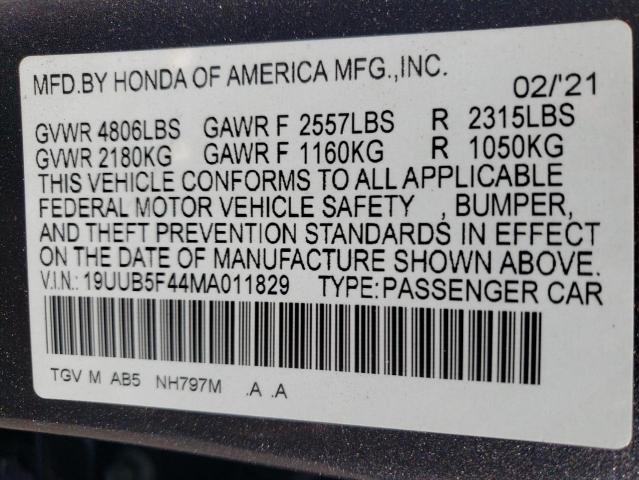 MFD.BY HONDA OF AMERICA MFG.,INC. 02/'21
GVWR 4806LBS GAWR F 2557LBS R 2315LBS
GVWR 2180KG GAWR F 1160KG R 1050KG
THIS VEHICLE CONFORMS TO ALL APPLICABLE
FEDERAL MOTOR VEHICLE SAFETY , BUMPER,
AND THEFT PREVENTION STANDARDS IN EFFECT
ON THE DATE OF MANUFACTURE SHOWN ABOVE.
V.I.N.: 19UUB5F44MA011829 TYPE:PASSENGER CAR
TGV M AB5 NH797M .A .A